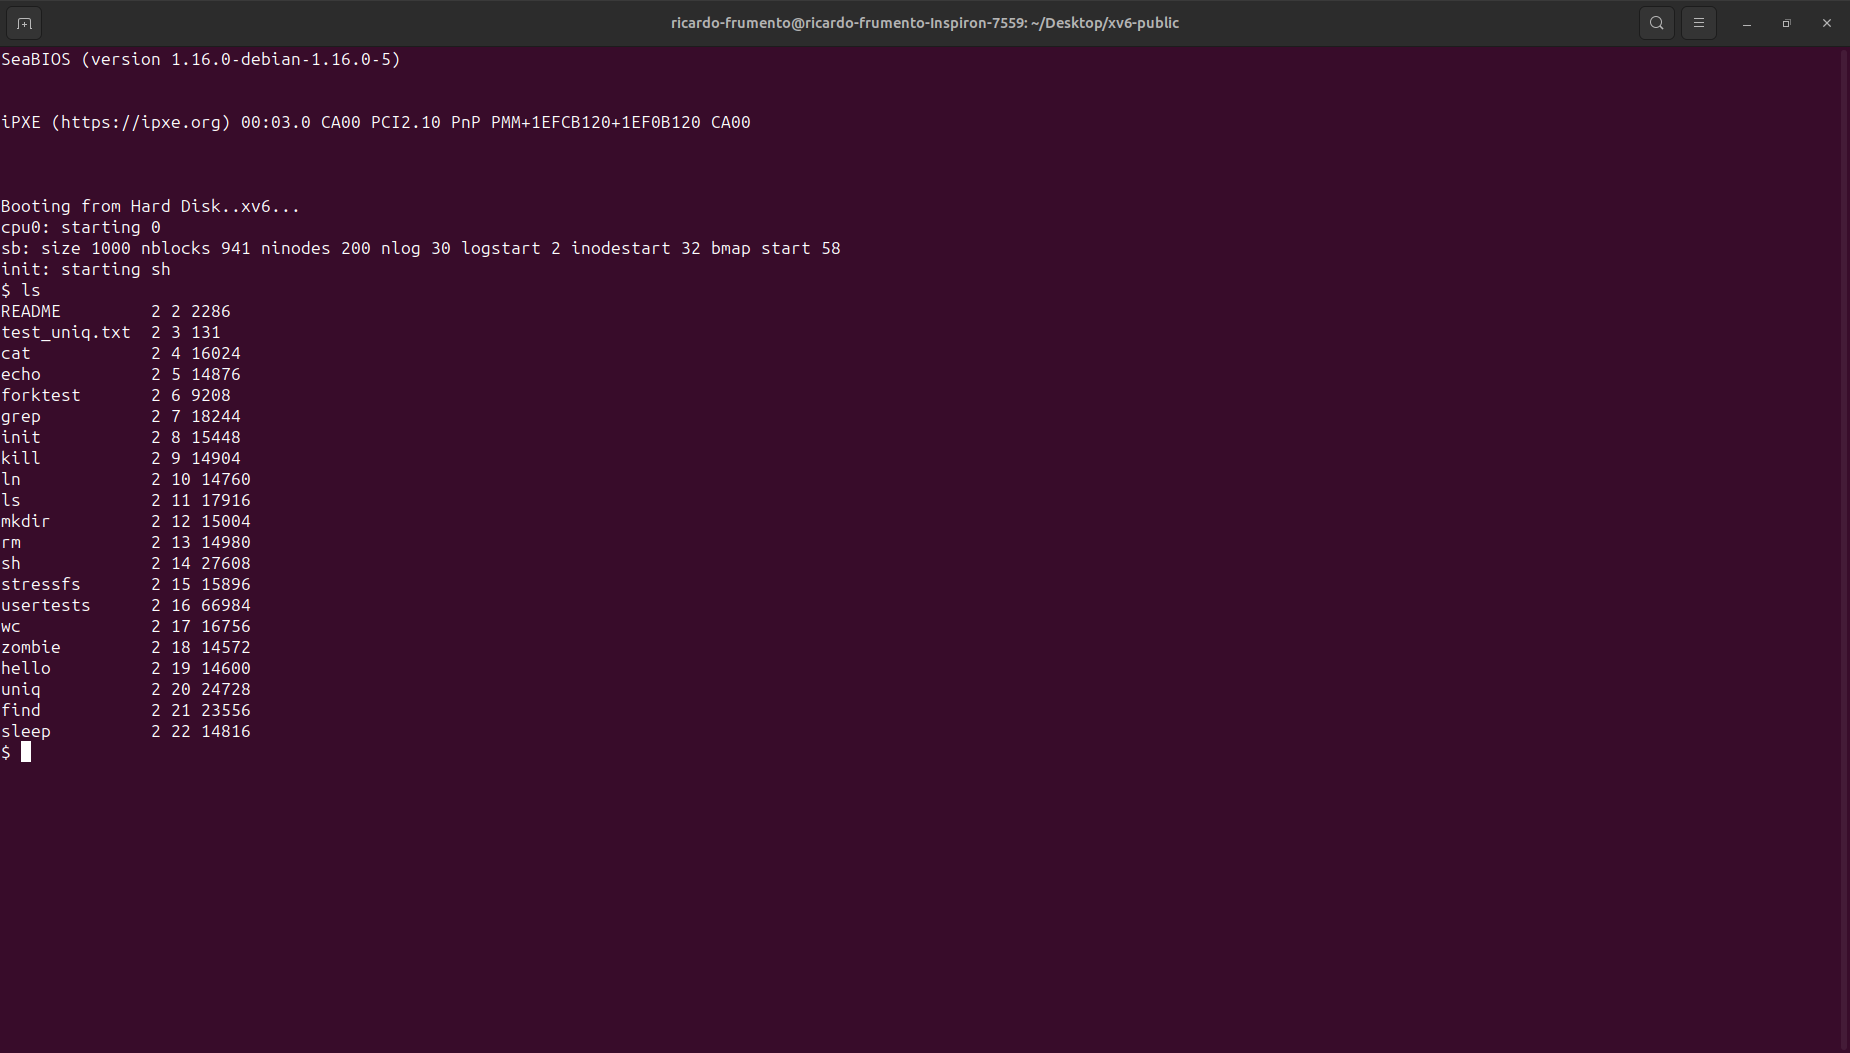 ricardo-frumento@ricardo-frumento-Inspiron-7559: ~/Desktop/xv6-public
SeaBIOS (version 1.16.0-debian-1.16.0-5)
iPXE (https://ipxe.org) 00:03.0 CA00 PCI2.10 PnP PMM+1EFCB120+1EF0B120 CA00
Booting from Hard Disk..xv6...
cpu0: starting 0
sb: size 1000 nblocks 941 ninodes 200 nlog 30 logstart 2 inodestart 32 bmap start 58
init: starting sh
$ ls
README         2 2 2286
test_uniq.txt  2 3 131
cat            2 4 16024
echo           2 5 14876
forktest       2 6 9208
grep           2 7 18244
init           2 8 15448
kill           2 9 14904
ln             2 10 14760
ls             2 11 17916
mkdir          2 12 15004
rm             2 13 14980
sh             2 14 27608
stressfs       2 15 15896
usertests      2 16 66984
wc             2 17 16756
zombie         2 18 14572
hello          2 19 14600
uniq           2 20 24728
find           2 21 23556
sleep          2 22 14816
$